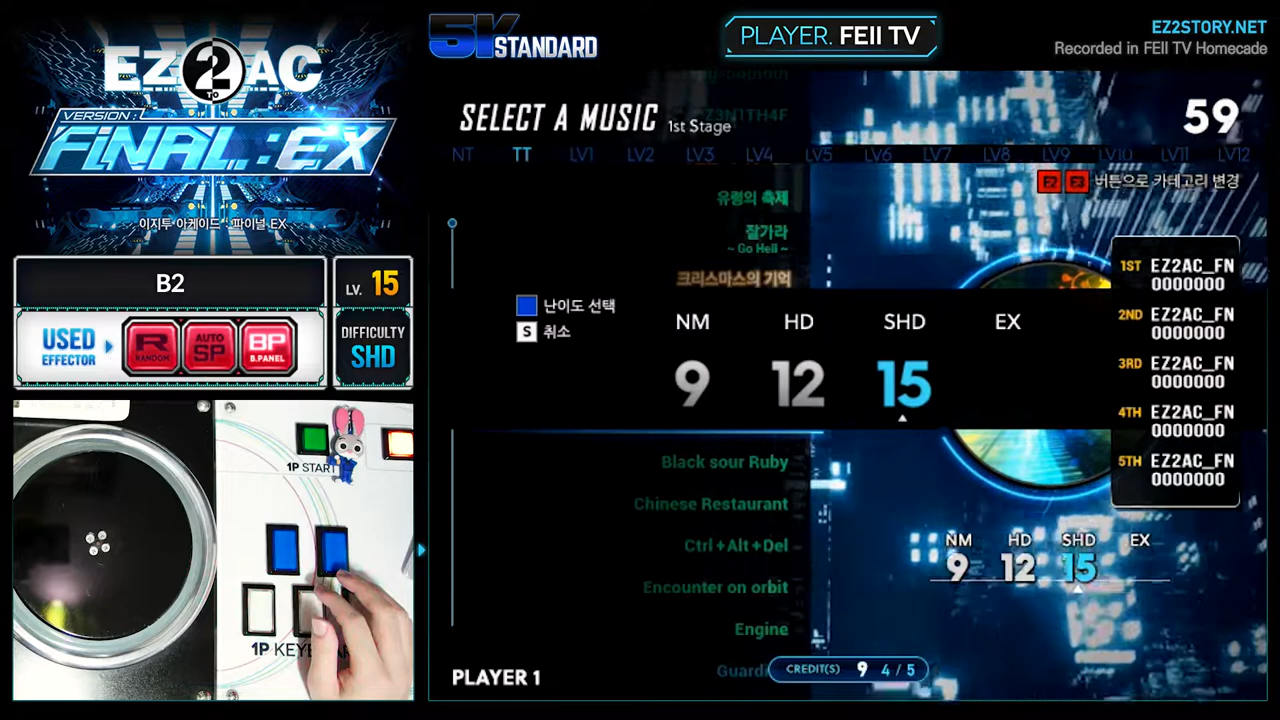 EZ2AC
TO
VERSION :
FiNAL:EX
이지투 아케이드 : 파이널 EX
B2
LV. 15
USED
EFFECTOR
R
RANDOM
AUTO
SP
BP
B.PANEL
DIFFICULTY
SHD
1P START
1P KEY
5K STANDARD
PLAYER. FEII TV
EZ2STORY.NET
Recorded in FEII TV Homecade
SELECT A MUSIC 1st Stage
59
NT TT LV1 LV2 LV3 LV4 LV5 LV6 LV7 LV8 LV9 LV10 LV11 LV12
E2 E3 버튼으로 카테고리 변경
유령의 축제
잘가라
~ Go Hell ~
크리스마스의 기억
난이도 선택
S 취소
NM HD SHD EX
9 12 15
1ST EZ2AC_FN
0000000
2ND EZ2AC_FN
0000000
3RD EZ2AC_FN
0000000
4TH EZ2AC_FN
0000000
5TH EZ2AC_FN
0000000
Black sour Ruby
Chinese Restaurant
Ctrl+Alt+Del
Encounter on orbit
Engine
Guardi
NM HD SHD EX
9 12 15
PLAYER 1
CREDIT(S) 9 4 / 5